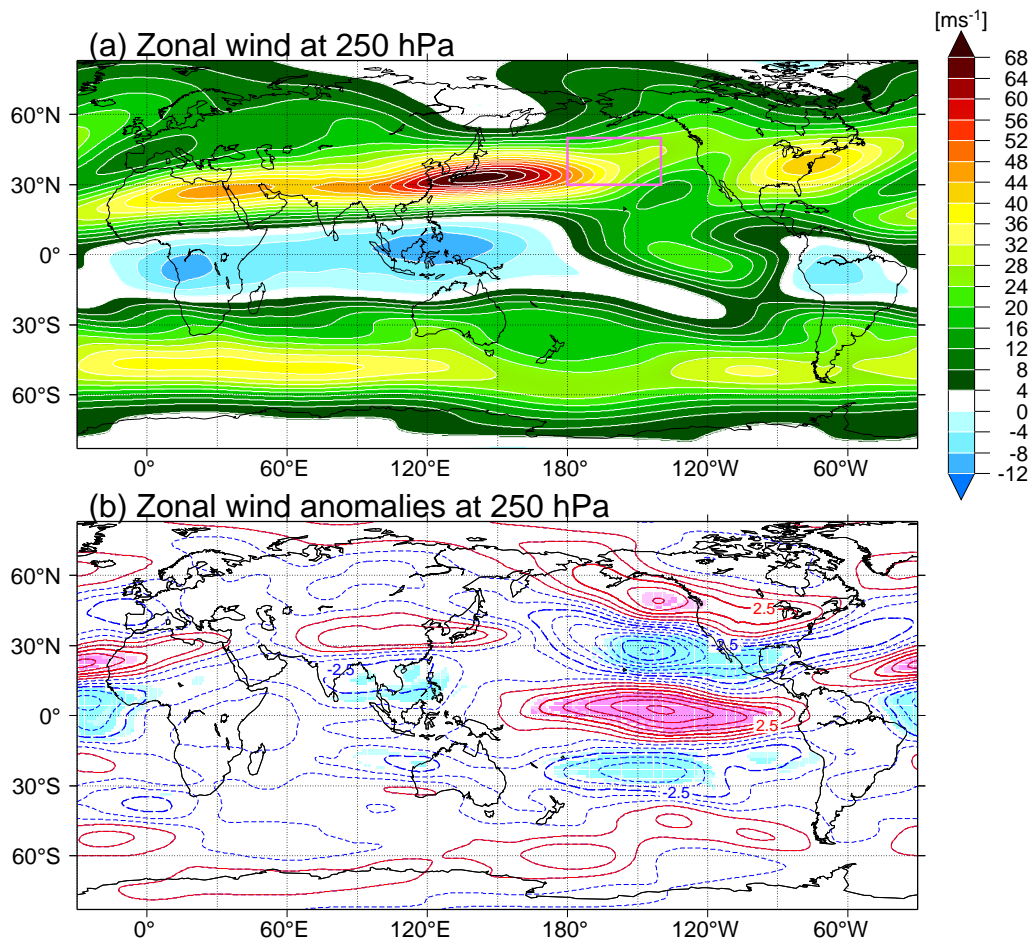 [ms⁻¹]
(a) Zonal wind at 250 hPa
68
64
60
56
52
48
44
40
36
32
28
24
20
16
12
8
4
0
-4
-8
-12
60°N
30°N
0°
30°S
60°S
0° 60°E 120°E 180° 120°W 60°W
(b) Zonal wind anomalies at 250 hPa
60°N
30°N
0°
30°S
60°S
2.5
-2.5
-2.5
2.5
-2.5
0° 60°E 120°E 180° 120°W 60°W